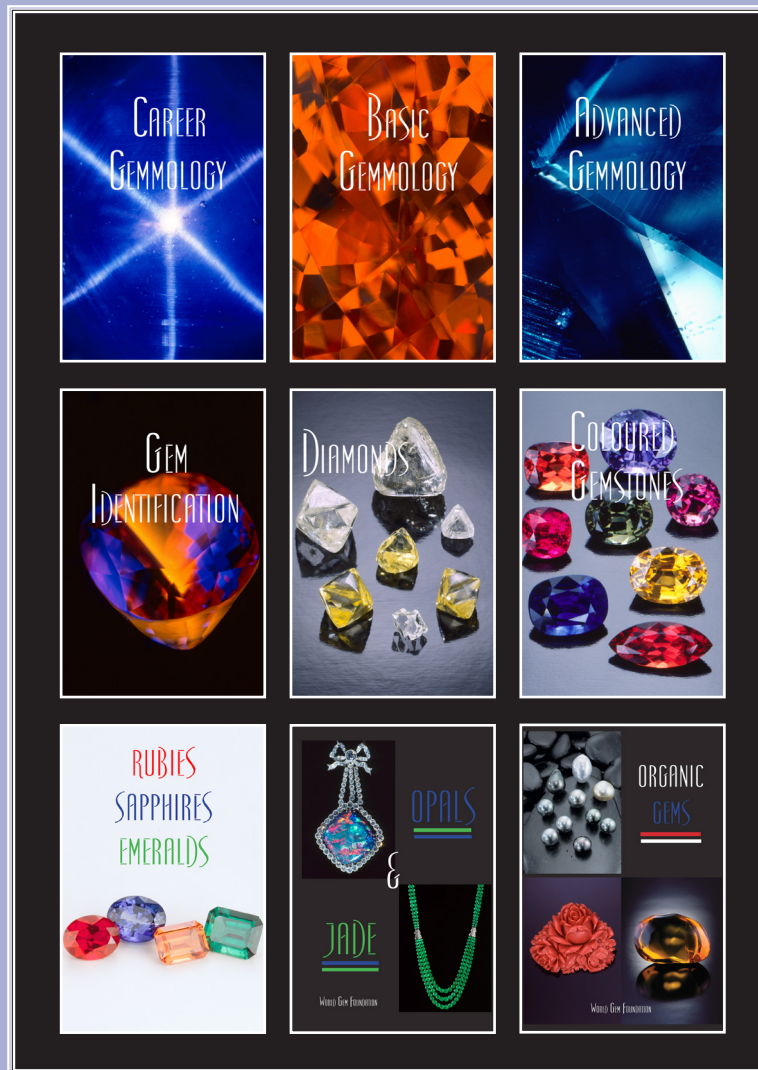 Career
Gemmology
Basic
Gemmology
Advanced
Gemmology
Gem
Identification
Diamonds
Coloured
Gemstones
RUBIES
SAPPHIRES
EMERALDS
OPALS
&
JADE
World Gem Foundation
ORGANIC
GEMS
World Gem Foundation